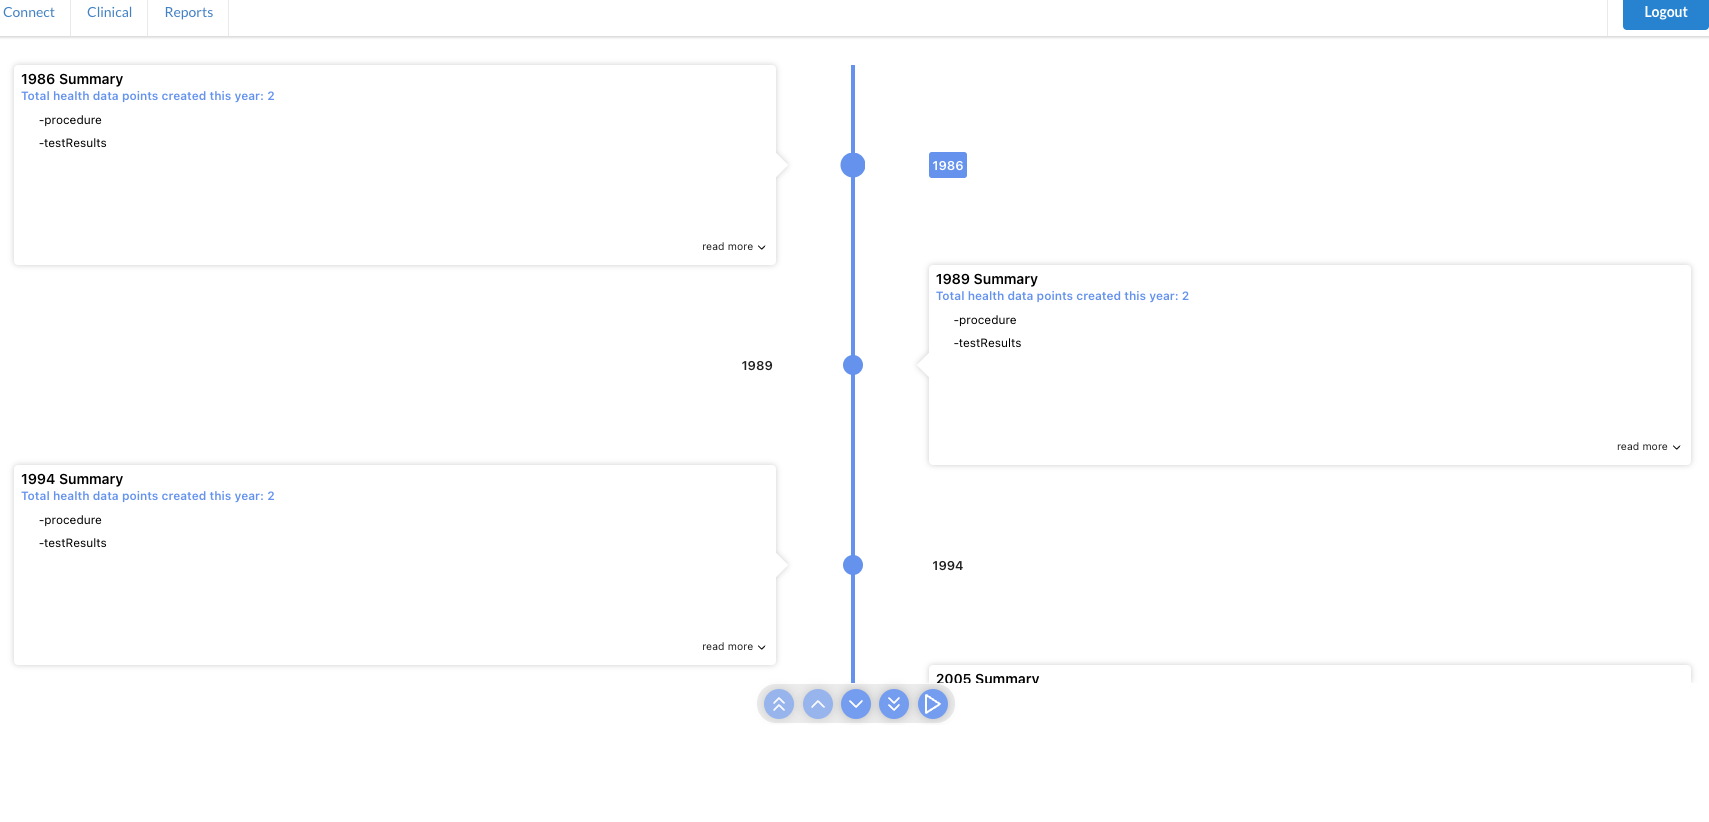 Connect
Clinical
Reports
Logout
1986 Summary
Total health data points created this year: 2
-procedure
-testResults
read more
1986
1989 Summary
Total health data points created this year: 2
-procedure
-testResults
read more
1989
1994 Summary
Total health data points created this year: 2
-procedure
-testResults
read more
1994
2005 Summary